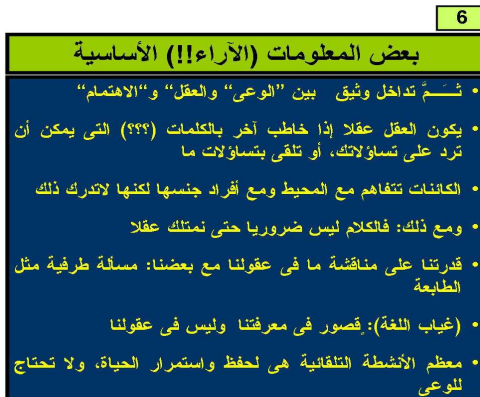 6
بعض المعلومات (الآراء!!) الأساسية
• ثَـــمَّ تداخل وثيق بين "الوعى" والعقل" و"الاهتمام"
• يكون العقل عقلا إذا خاطب آخر بالكلمات (؟؟؟) التى يمكن أن
ترد على تساؤلاتك، أو تلقى بتساؤلات ما
• الكائنات تتفاهم مع المحيط ومع أفراد جنسها لكنها لاتدرك ذلك
• ومع ذلك: فالكلام ليس ضروريا حتى نمتلك عقلا
• قدرتنا على مناقشة ما فى عقولنا مع بعضنا: مسألة طرفية مثل
الطابعة
• (غياب اللغة): قصور فى معرفتنا وليس فى عقولنا
• معظم الأنشطة التلقائية هى لحفظ واستمرار الحياة، ولا تحتاج
للوعى